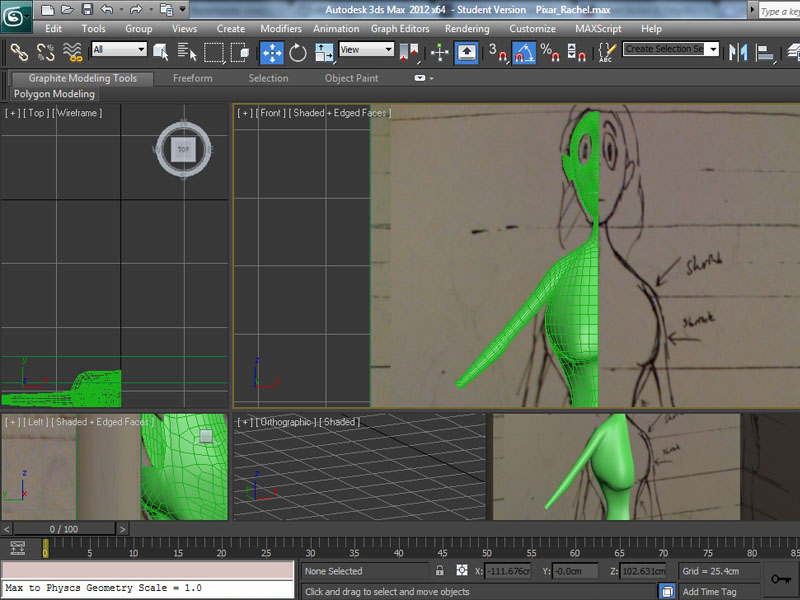 Autodesk 3ds Max 2012 x64 - Student Version Pixar_Rachel.max
Type a key
Edit Tools Group Views Create Modifiers Animation Graph Editors Rendering Customize MAXScript Help
All View 3 % ABC Create Selection Se
Graphite Modeling Tools Freeform Selection Object Paint
Polygon Modeling
[ + ] [ Top ] [ Wireframe ]
[ + ] [ Front ] [ Shaded + Edged Faces ]
TOP
shrink
shrink
[ + ] [ Left ] [ Shaded + Edged Faces ]
[ + ] [ Orthographic ] [ Shaded ]
< 0 / 100 >
0 5 10 15 20 25 30 35 40 45 50 55 60 65 70 75 80 85
None Selected X: -111.676cm Y: -0.0cm Z: 102.631cm Grid = 25.4cm
Max to Physcs Geometry Scale = 1.0
Click and drag to select and move objects Add Time Tag